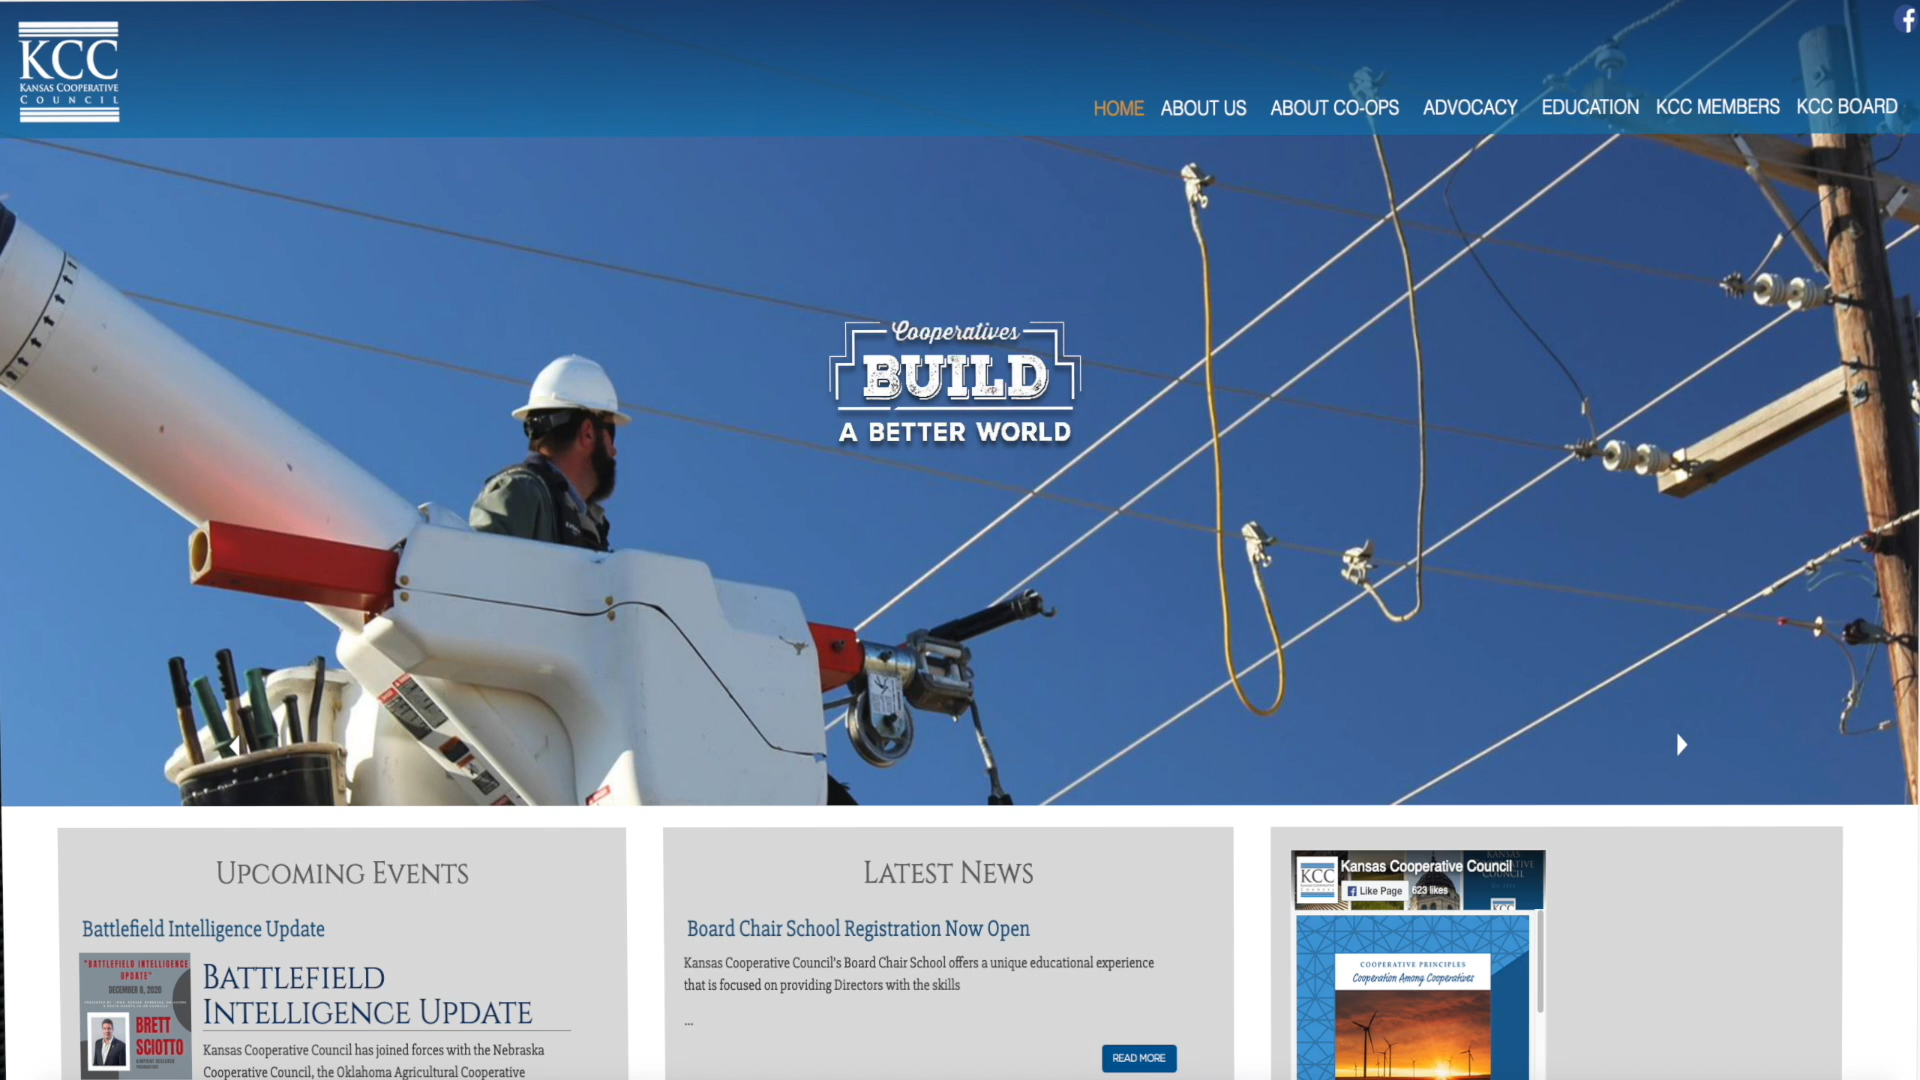 KCC
KANSAS COOPERATIVE
COUNCIL
HOME ABOUT US ABOUT CO-OPS ADVOCACY EDUCATION KCC MEMBERS KCC BOARD
Cooperatives
BUILD
A BETTER WORLD
UPCOMING EVENTS
Battlefield Intelligence Update
"BATTLEFIELD INTELLIGENCE
UPDATE"
DECEMBER 8, 2020
BRETT
SCIOTTO
BATTLEFIELD
INTELLIGENCE UPDATE
Kansas Cooperative Council has joined forces with the Nebraska
Cooperative Council, the Oklahoma Agricultural Cooperative
LATEST NEWS
Board Chair School Registration Now Open
Kansas Cooperative Council's Board Chair School offers a unique educational experience
that is focused on providing Directors with the skills
...
READ MORE
KCC
Kansas Cooperative Council
Like Page 623 likes
KCC
COOPERATIVE PRINCIPLES
Cooperation Among Cooperatives